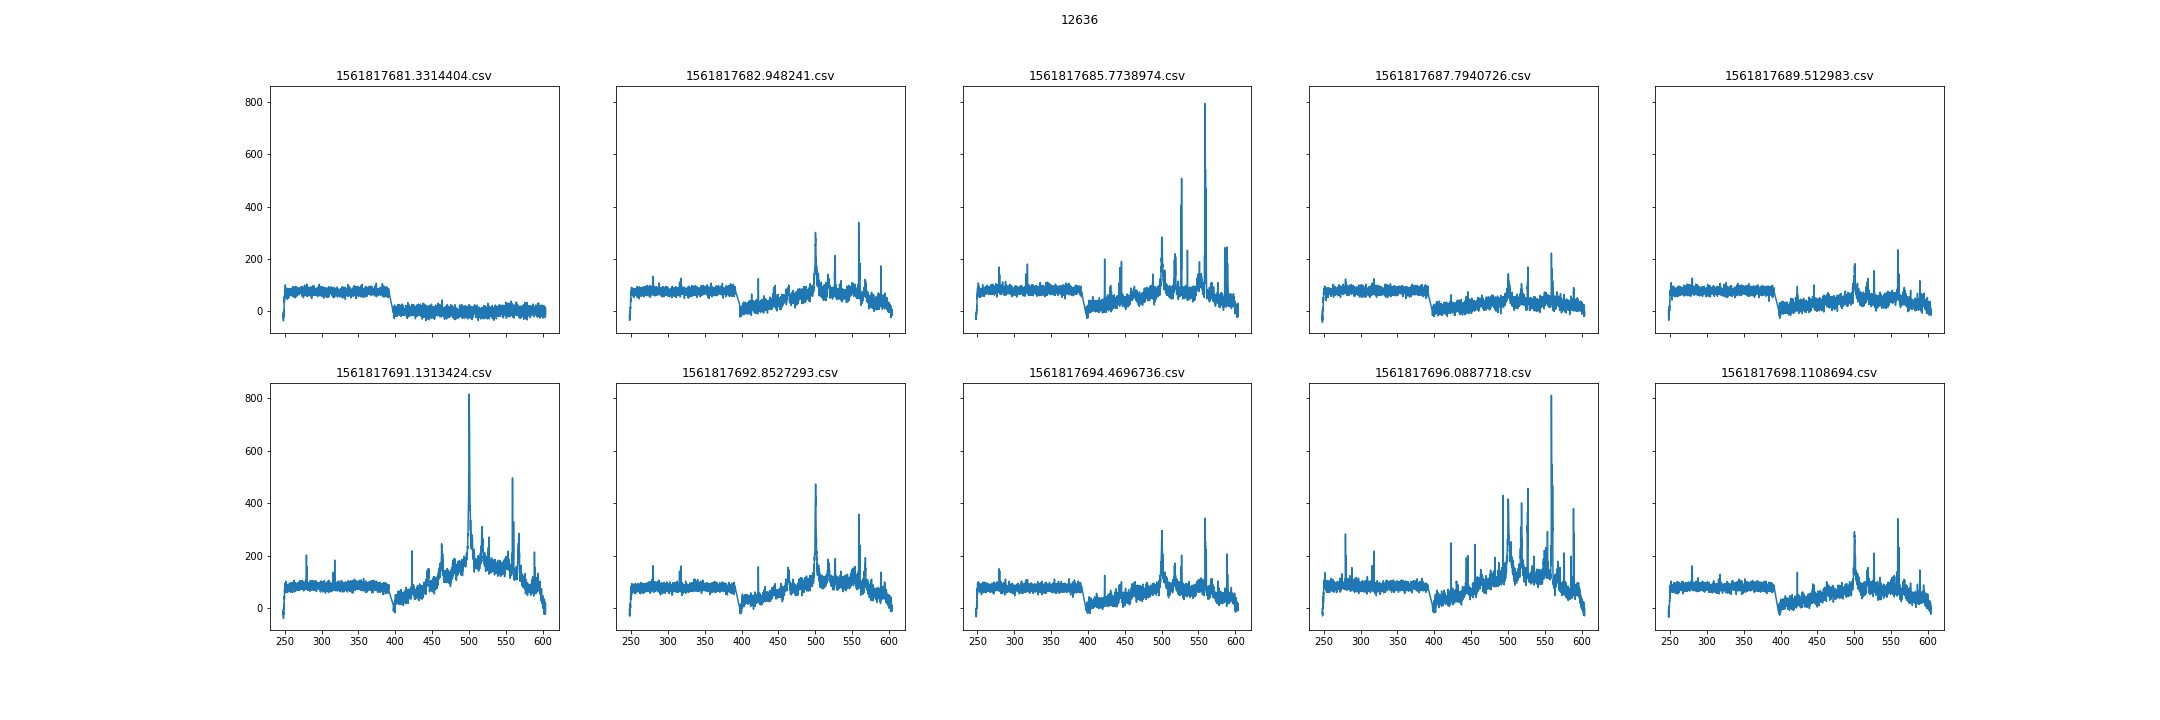 12636
1561817681.3314404.csv
1561817682.948241.csv
1561817685.7738974.csv
1561817687.7940726.csv
1561817689.512983.csv
800
600
400
200
0
1561817691.1313424.csv
1561817692.8527293.csv
1561817694.4696736.csv
1561817696.0887718.csv
1561817698.1108694.csv
800
600
400
200
0
250 300 350 400 450 500 550 600
250 300 350 400 450 500 550 600
250 300 350 400 450 500 550 600
250 300 350 400 450 500 550 600
250 300 350 400 450 500 550 600